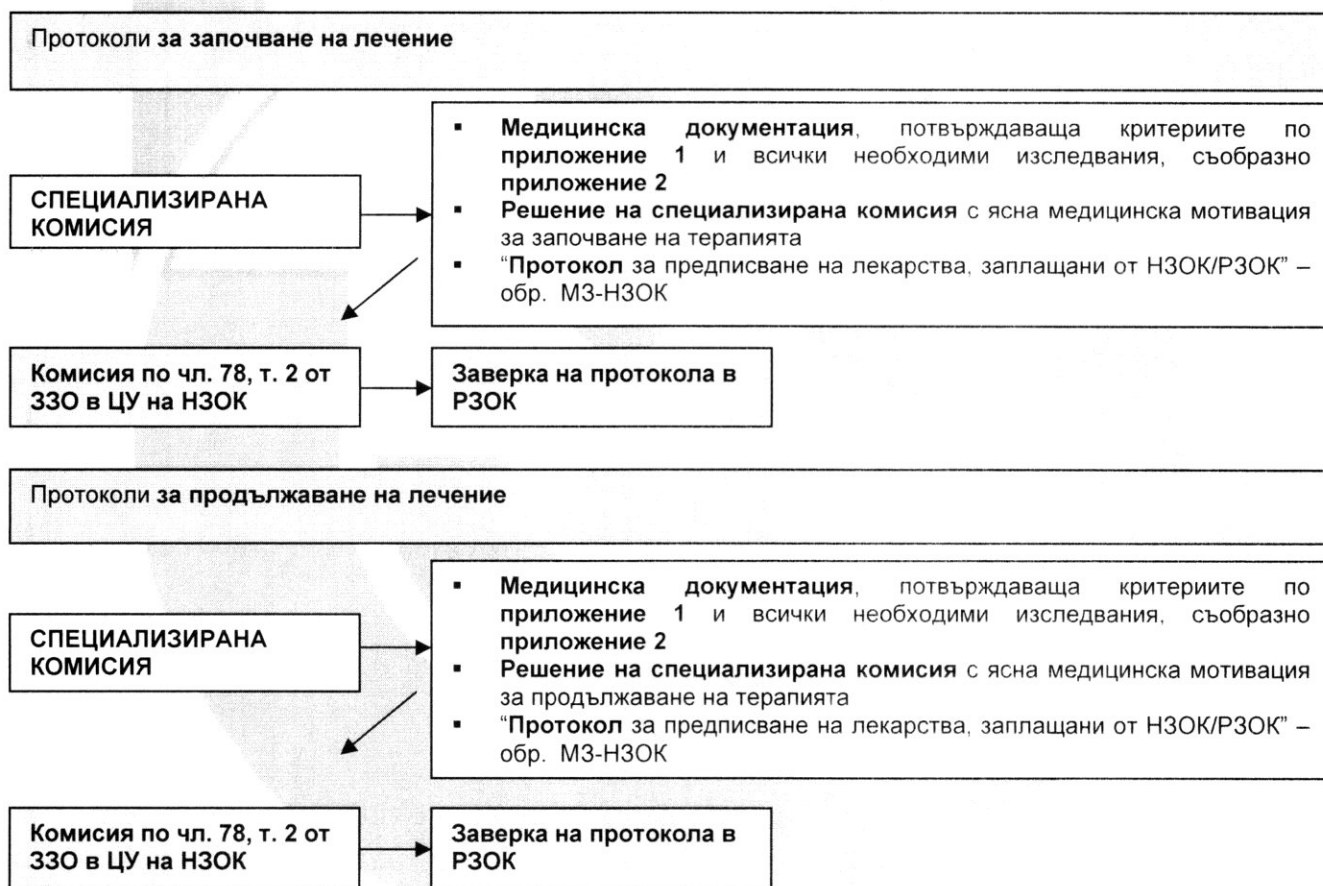 Протоколи за започване на лечение
СПЕЦИАЛИЗИРАНА
КОМИСИЯ
▪ Медицинска документация, потвърждаваща критериите по
приложение 1 и всички необходими изследвания, съобразно
приложение 2
▪ Решение на специализирана комисия с ясна медицинска мотивация
за започване на терапията
▪ “Протокол за предписване на лекарства, заплащани от НЗОК/РЗОК” –
обр. МЗ-НЗОК
Комисия по чл. 78, т. 2 от
ЗЗО в ЦУ на НЗОК
Заверка на протокола в
РЗОК
Протоколи за продължаване на лечение
СПЕЦИАЛИЗИРАНА
КОМИСИЯ
▪ Медицинска документация, потвърждаваща критериите по
приложение 1 и всички необходими изследвания, съобразно
приложение 2
▪ Решение на специализирана комисия с ясна медицинска мотивация
за продължаване на терапията
▪ “Протокол за предписване на лекарства, заплащани от НЗОК/РЗОК” –
обр. МЗ-НЗОК
Комисия по чл. 78, т. 2 от
ЗЗО в ЦУ на НЗОК
Заверка на протокола в
РЗОК